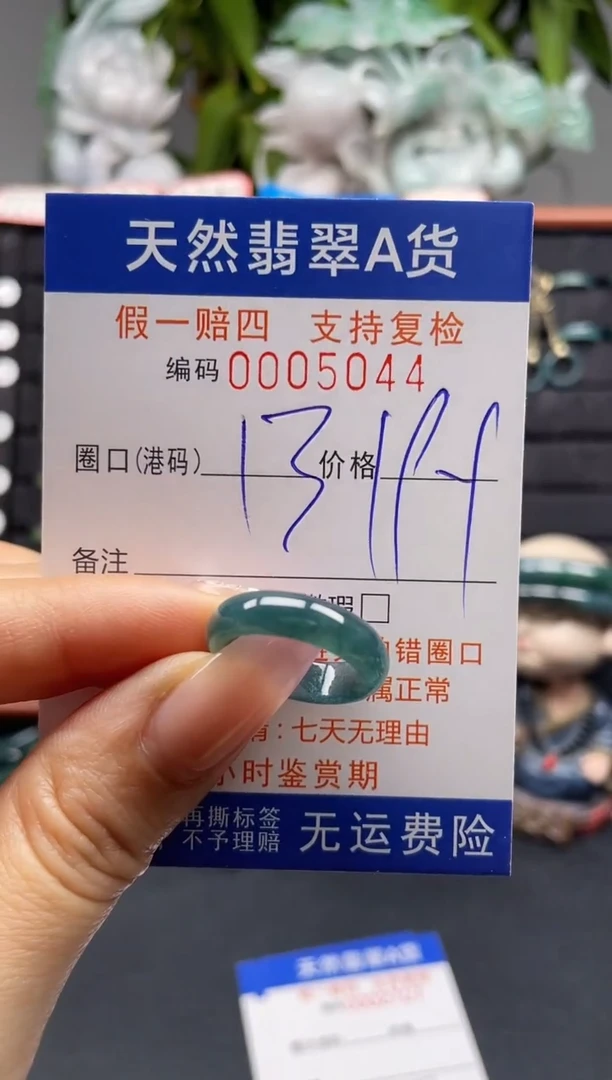 天然翡翠A货
假一赔四 支持复检
编码 0005044
圈口(港码) 13 价格
备注
瑕□
错圈口
属正常
：七天无理由
小时鉴赏期
再撕标签
不予理赔
无运费险